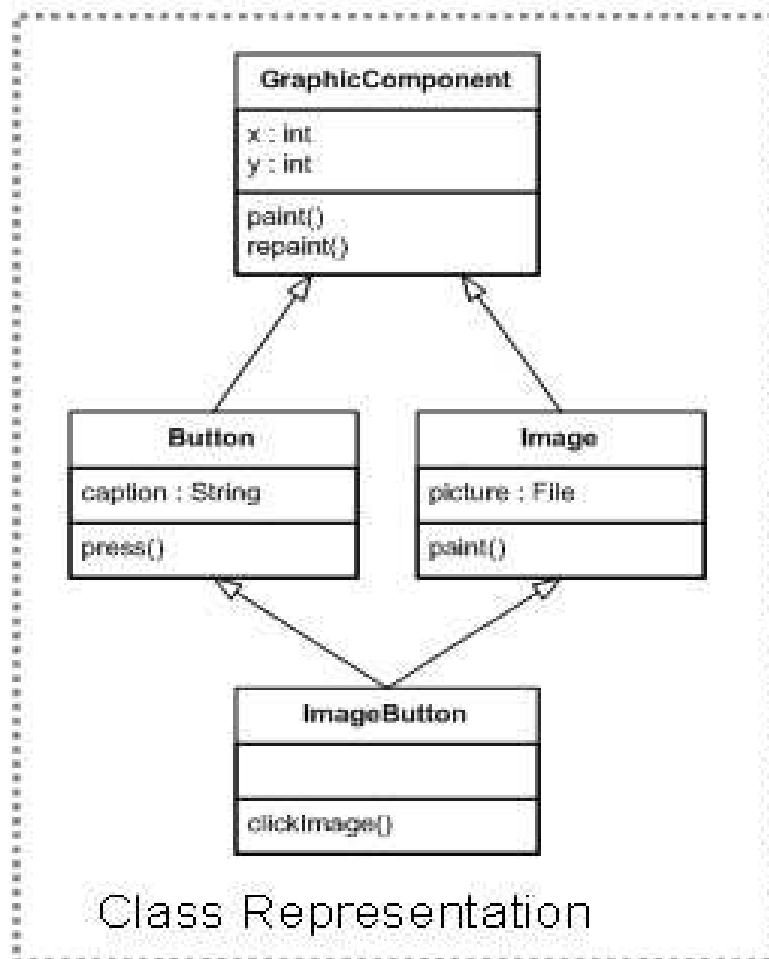 GraphicComponent
x : int
y : int
paint()
repaint()
Button
caption : String
press()
Image
picture : File
paint()
ImageButton
clickImage()
Class Representation